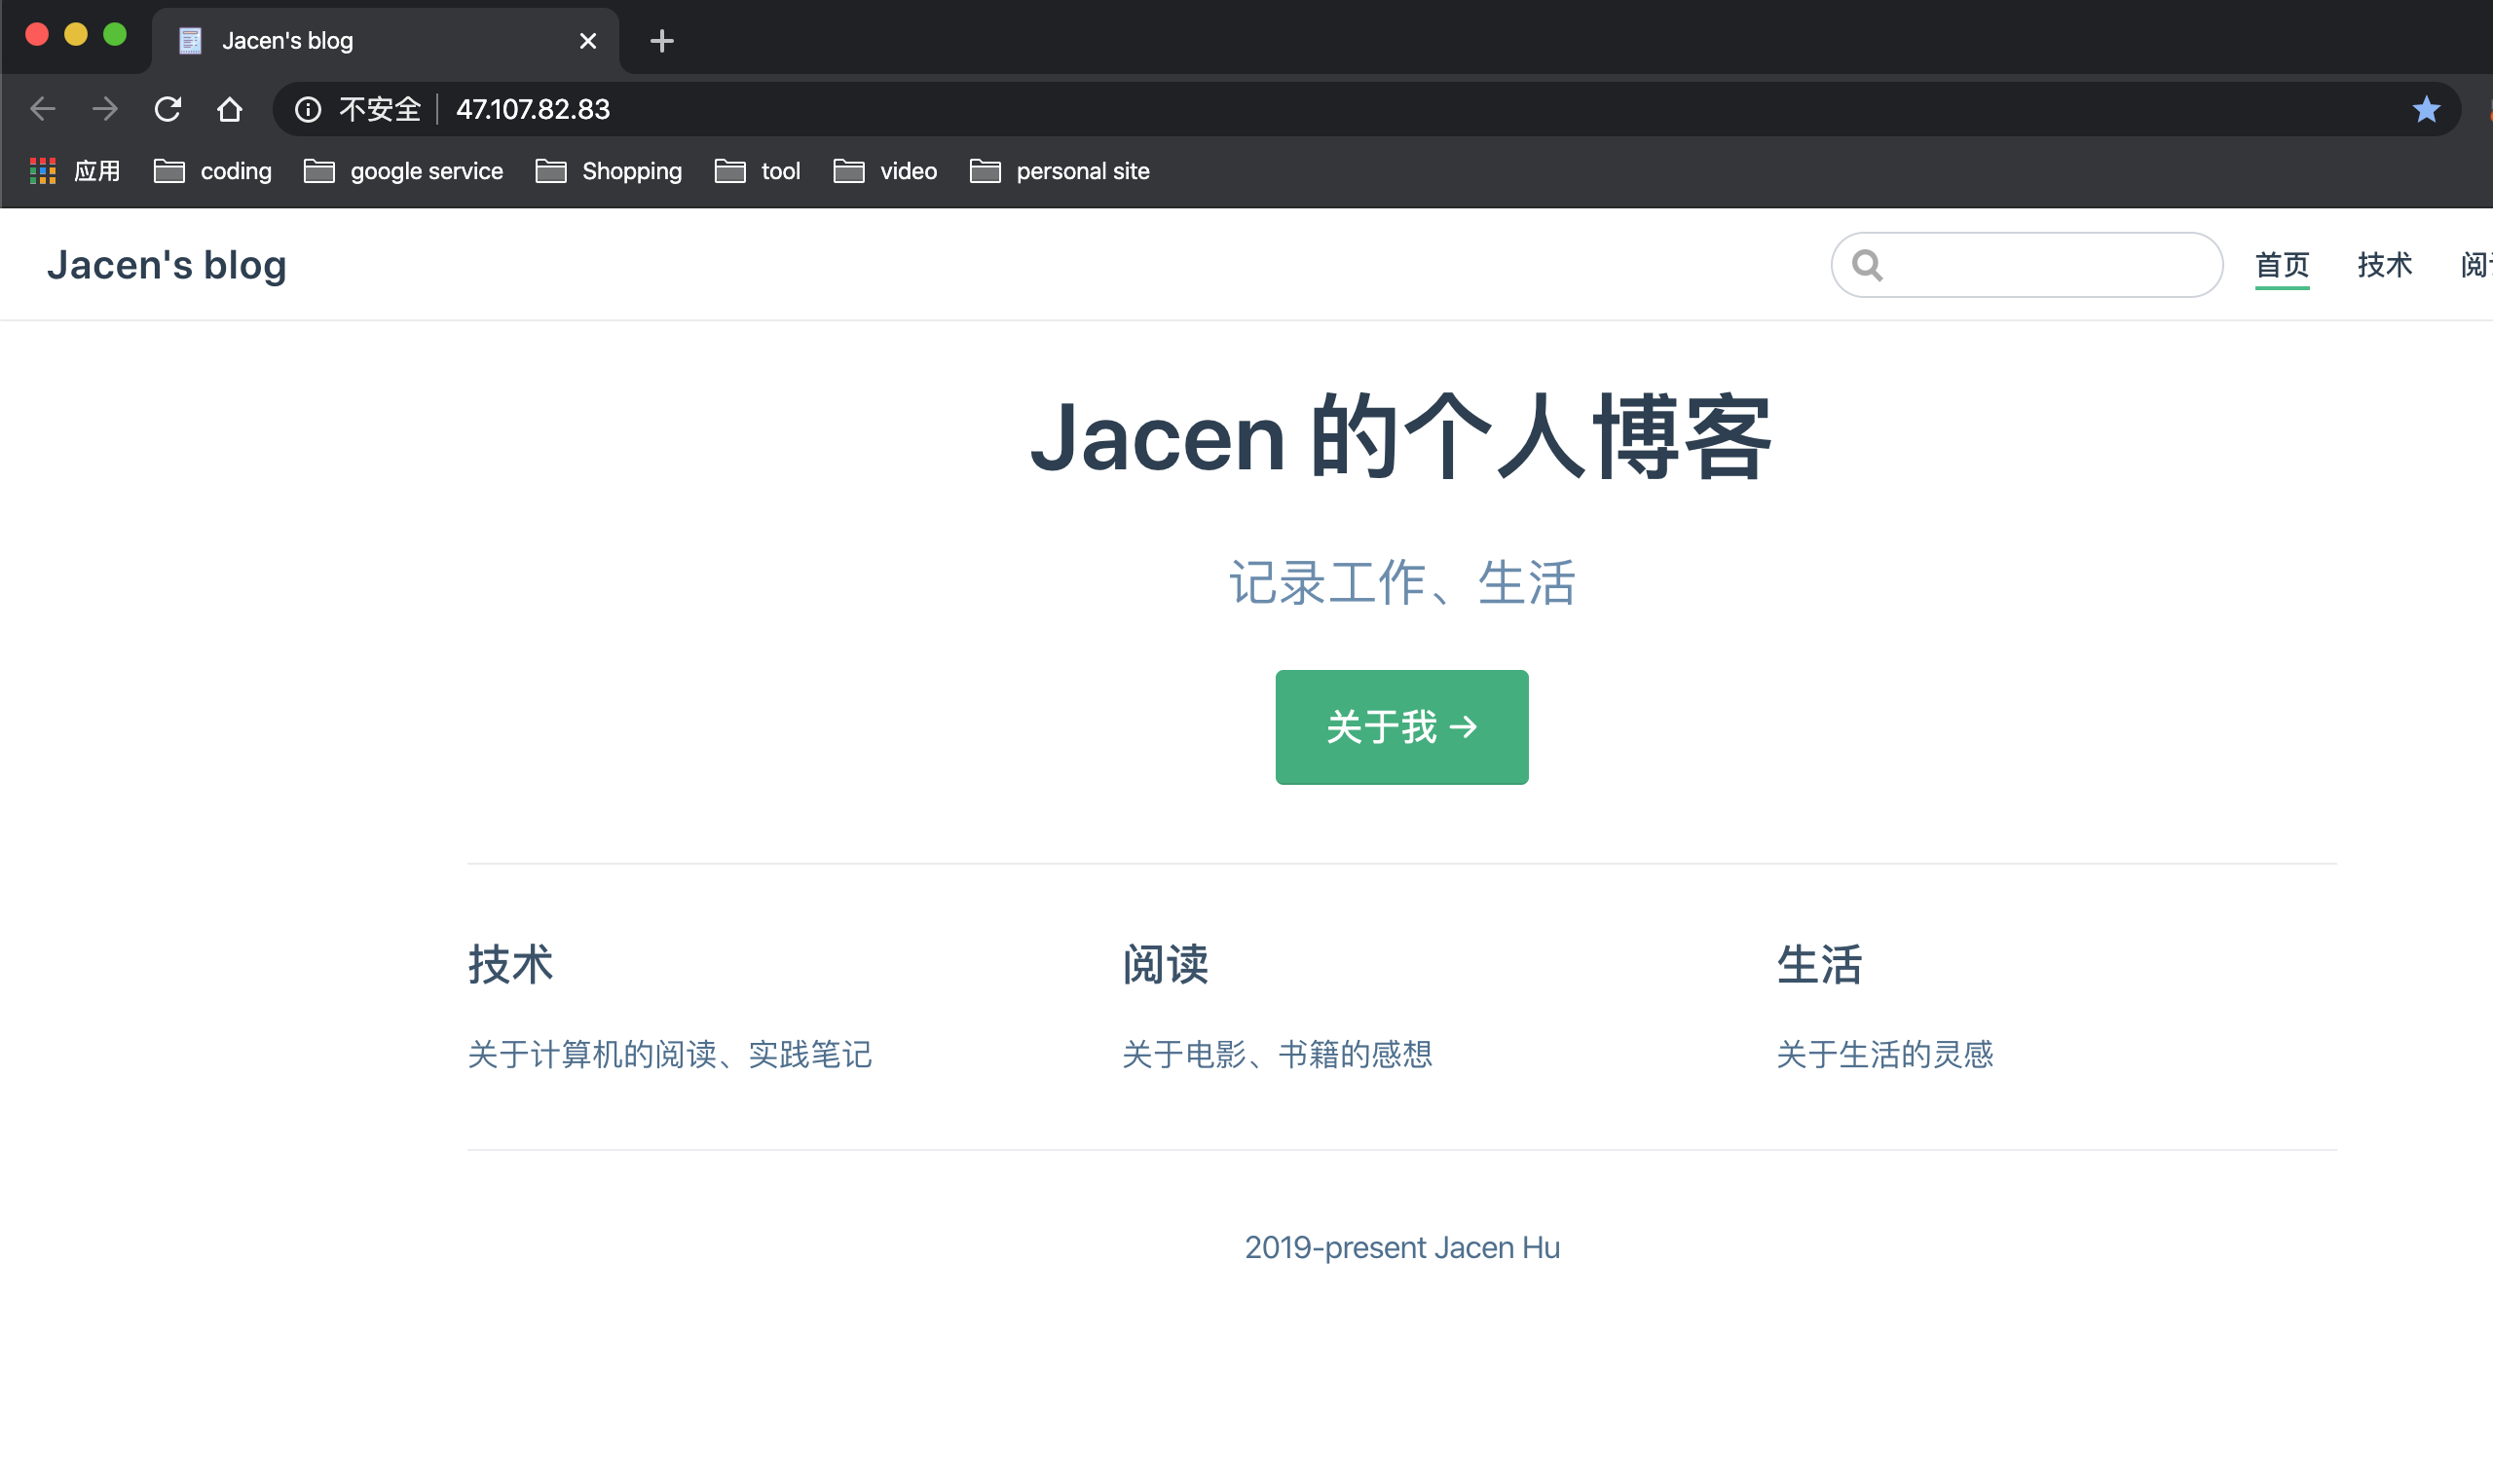 Jacen's blog
不安全 47.107.82.83
应用 coding google service Shopping tool video personal site
Jacen's blog 首页 技术 阅
Jacen 的个人博客
记录工作、生活
关于我 →
技术 阅读 生活
关于计算机的阅读、实践笔记 关于电影、书籍的感想 关于生活的灵感
2019-present Jacen Hu